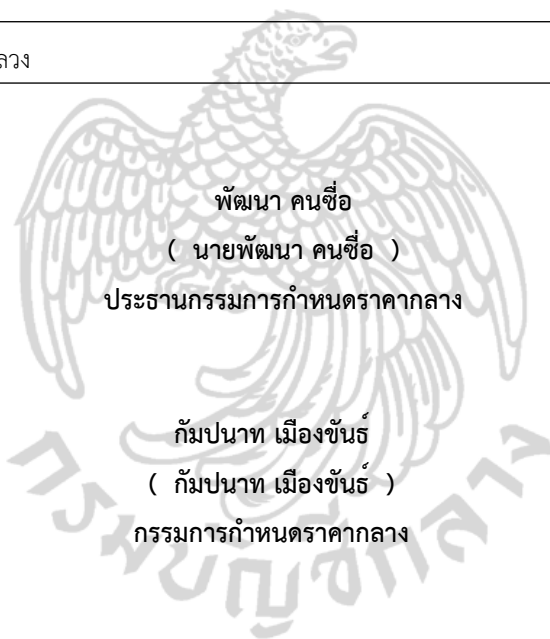 ลวง
พัฒนา คนซื่อ
( นายพัฒนา คนซื่อ )
ประธานกรรมการกำหนดราคากลาง
กัมปนาท เมืองขันธ์
( กัมปนาท เมืองขันธ์ )
กรรมการกำหนดราคากลาง
กรมบัญชีกลาง